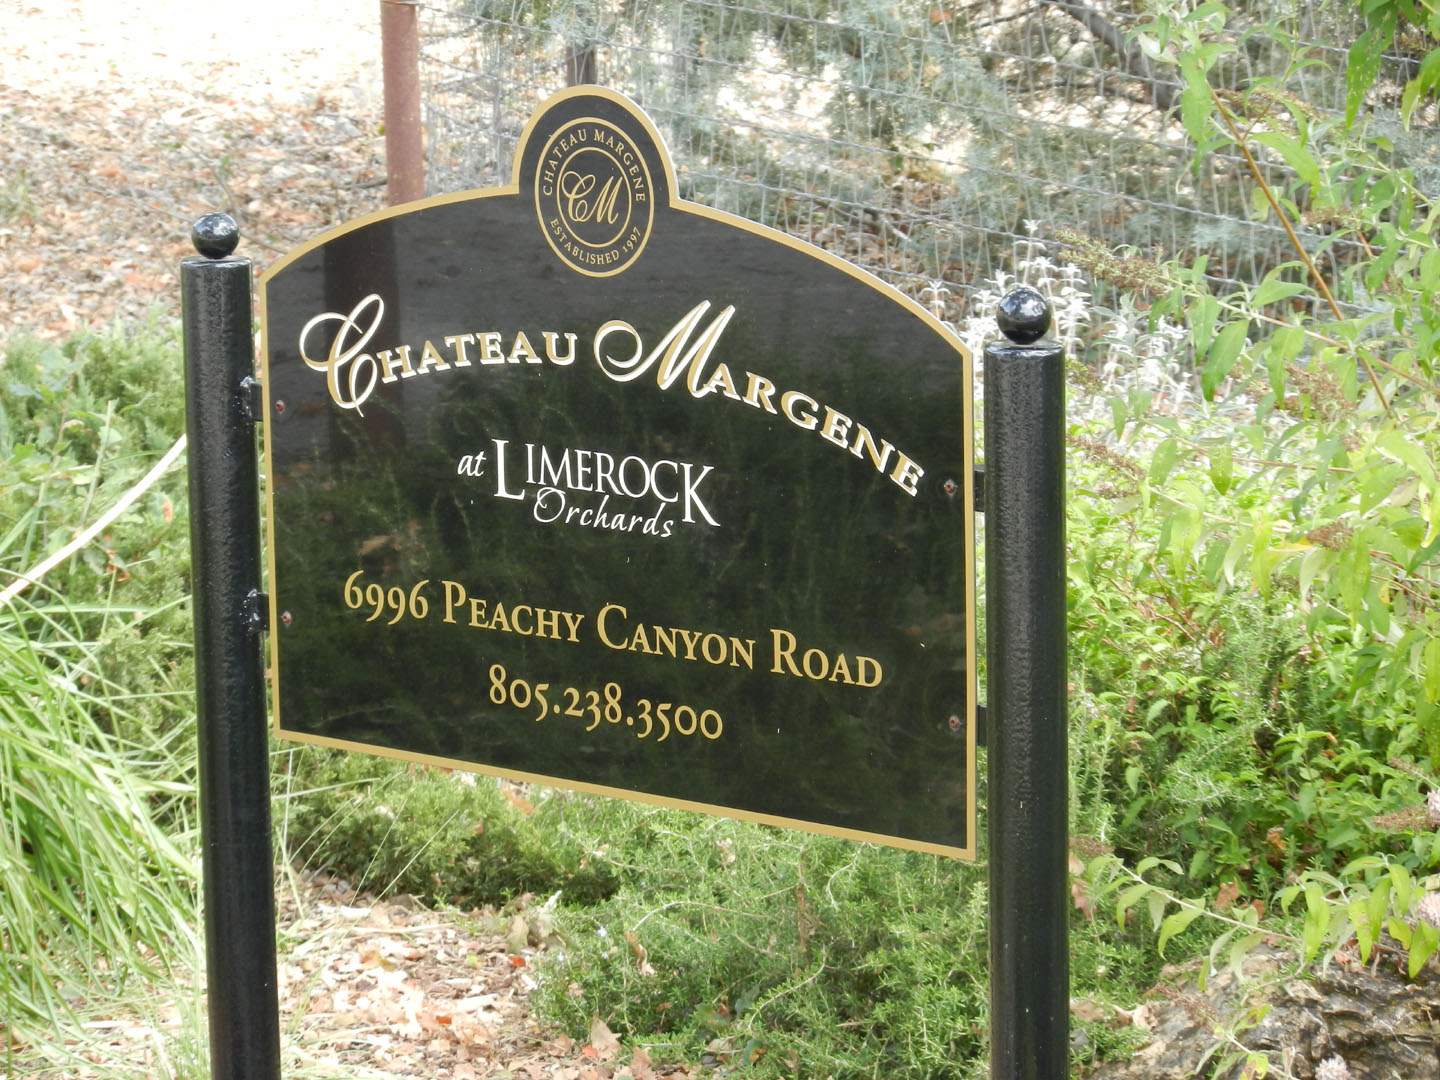 CHATEAU MARGENE
CM
ESTABLISHED 1997
CHATEAU MARGENE
at LIMEROCK
Orchards
6996 PEACHY CANYON ROAD
805.238.3500